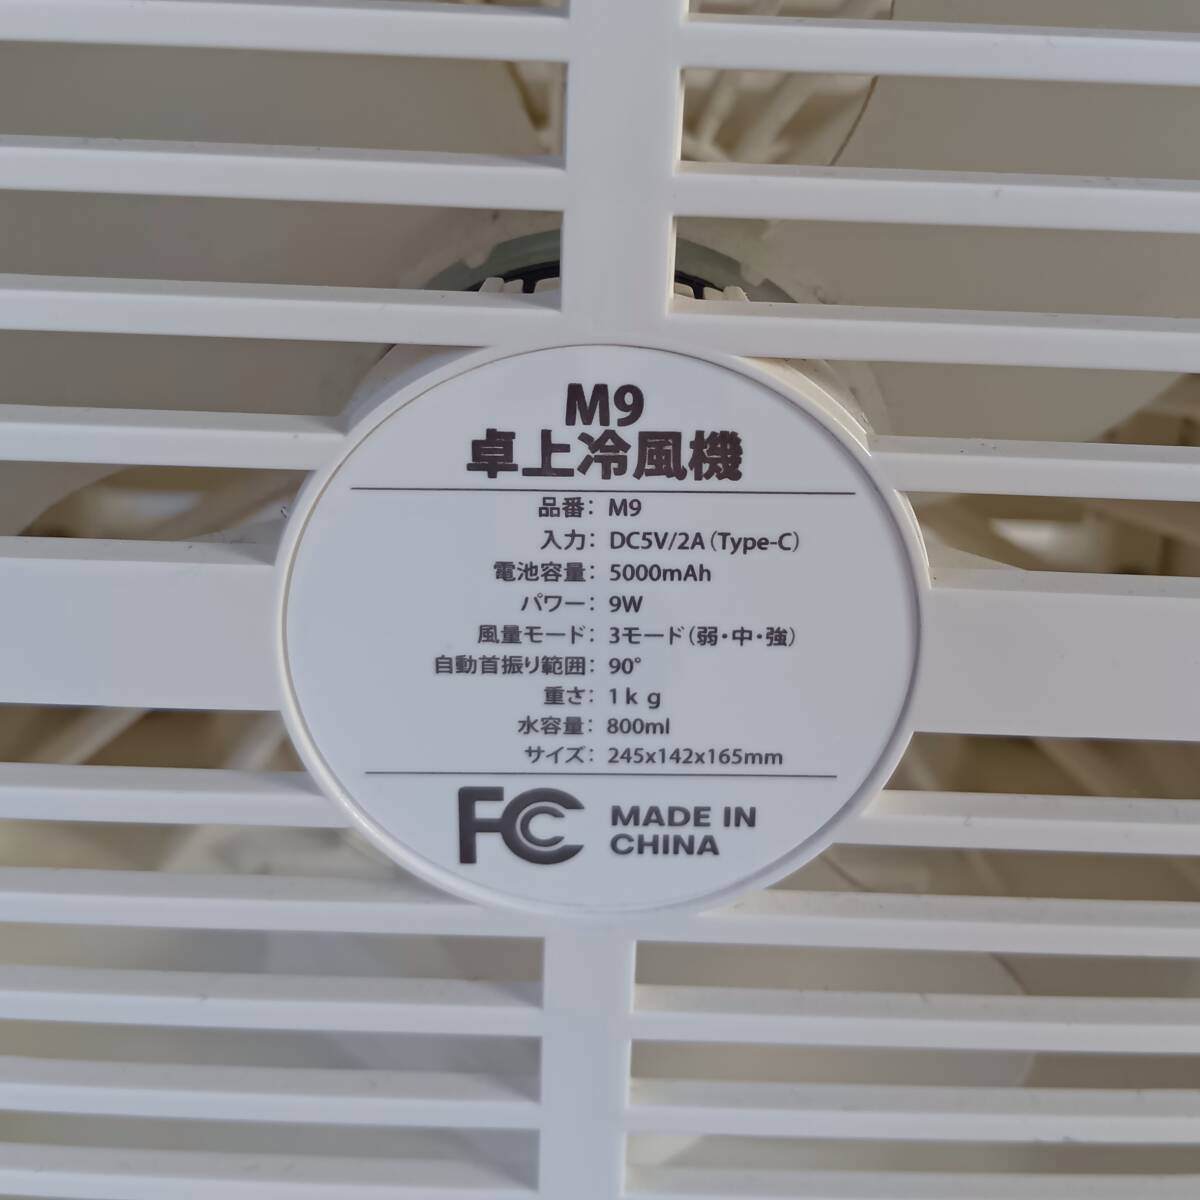 M9
卓上冷風機
品番: M9
入力: DC5V/2A(Type-C)
電池容量: 5000mAh
パワー: 9W
風量モード: 3モード(弱・中・強)
自動首振り範囲: 90°
重さ: 1kg
水容量: 800ml
サイズ: 245x142x165mm
FC MADE IN
CHINA